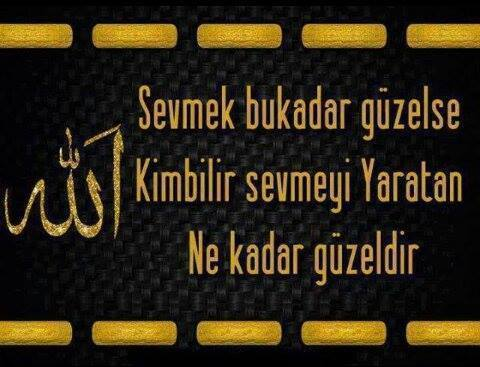 Sevmek bukadar güzelse
الله
Kimbilir sevmeyi Yaratan
Ne kadar güzeldir